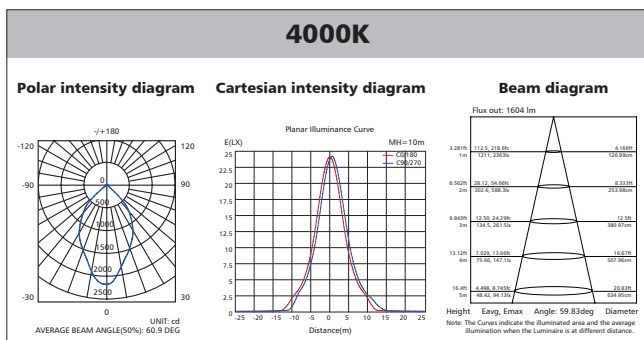 4000K
Polar intensity diagram
Cartesian intensity diagram
Beam diagram
-/+180
-120
120
-90
90
-30
30
0
0
500
1000
1500
2000
2500
UNIT: cd
AVERAGE BEAM ANGLE(50%): 60.9 DEG
Planar Illuminance Curve
E(LX)
MH=10m
C0/180
C90/270
25
22.5
20
17.5
15
12.5
10
7.5
5
2.5
0
-25 -20 -15 -10 -5 0 5 10 15 20 25
Distance(m)
Flux out: 1604 lm
3.281ft 112.5, 218.6fc 4.166ft
1m 1211, 2363lx 126.99cm
6.562ft 28.12, 54.66fc 8.333ft
2m 302.6, 588.3lx 253.98cm
9.843ft 12.50, 24.29fc 12.5ft
3m 134.5, 261.5lx 380.97cm
13.12ft 7.029, 13.66fc 16.67ft
4m 75.66, 147.1lx 507.96cm
16.4ft 4.498, 8.745fc 20.83ft
5m 48.42, 94.13lx 634.95cm
Height Eavg, Emax Angle: 59.83deg Diameter
Note: The Curves indicate the illuminated area and the average
illumination when the Luminaire is at different distance.